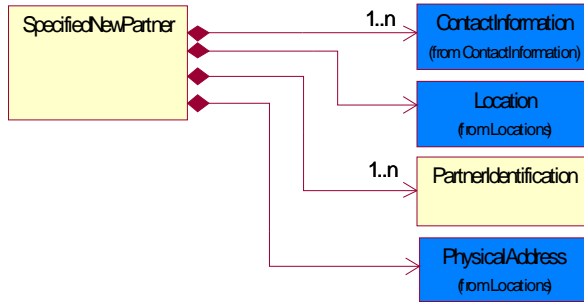 SpecifiedNewPartner
1..n
ContactInformation
(from ContactInformation)
Location
(from Locations)
1..n
PartnerIdentification
PhysicalAddress
(from Locations)